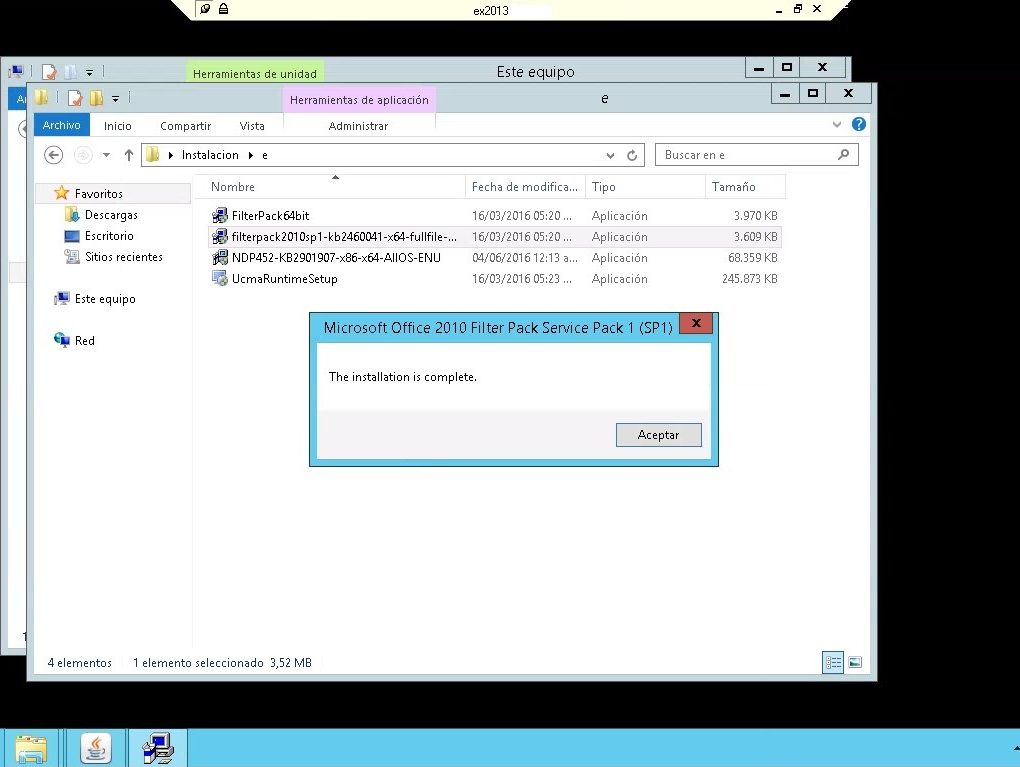 ex2013
Herramientas de unidad
Este equipo
Herramientas de aplicación
e
Archivo
Inicio
Compartir
Vista
Administrar
Instalacion
e
Buscar en e
Nombre
Fecha de modifica...
Tipo
Tamaño
Favoritos
Descargas
Escritorio
Sitios recientes
Este equipo
Red
FilterPack64bit 16/03/2016 05:20 ... Aplicación 3.970 KB
filterpack2010sp1-kb2460041-x64-fullfile-... 16/03/2016 05:20 ... Aplicación 3.609 KB
NDP452-KB2901907-x86-x64-AllOS-ENU 04/06/2016 12:13 a... Aplicación 68.359 KB
UcmaRuntimeSetup 16/03/2016 05:23 ... Aplicación 245.873 KB
Microsoft Office 2010 Filter Pack Service Pack 1 (SP1)
The installation is complete.
Aceptar
4 elementos
1 elemento seleccionado 3,52 MB